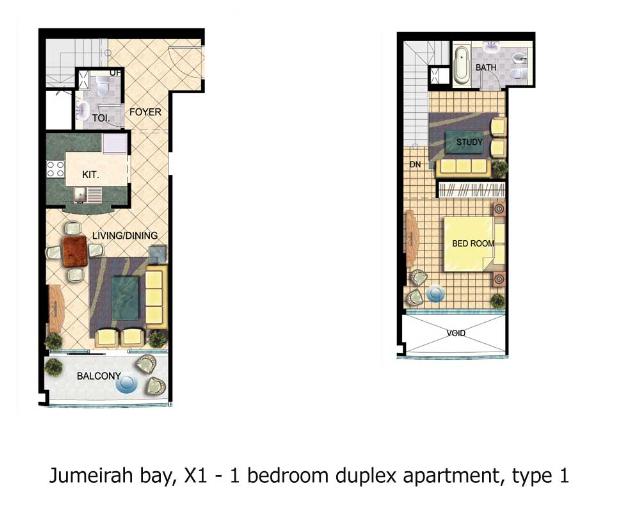 UP
TOI.
FOYER
KIT.
LIVING/DINING
BALCONY
BATH
STUDY
DN
BED ROOM
VOID
Jumeirah bay, X1 - 1 bedroom duplex apartment, type 1